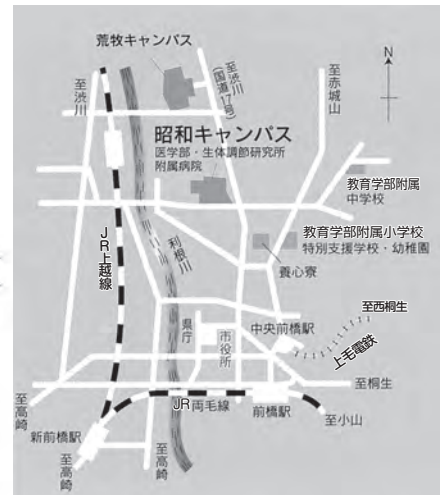 荒牧キャンパス
至渋川
至渋川
(国道17号)
N
至赤城山
昭和キャンパス
医学部・生体調節研究所
附属病院
教育学部附属
中学校
教育学部附属小学校
特別支援学校・幼稚園
養心寮
JR上越線
利根川
至西桐生
中央前橋駅
上毛電鉄
県庁
市役所
至桐生
JR両毛線
前橋駅
至小山
至高崎
新前橋駅
至高崎
至高崎